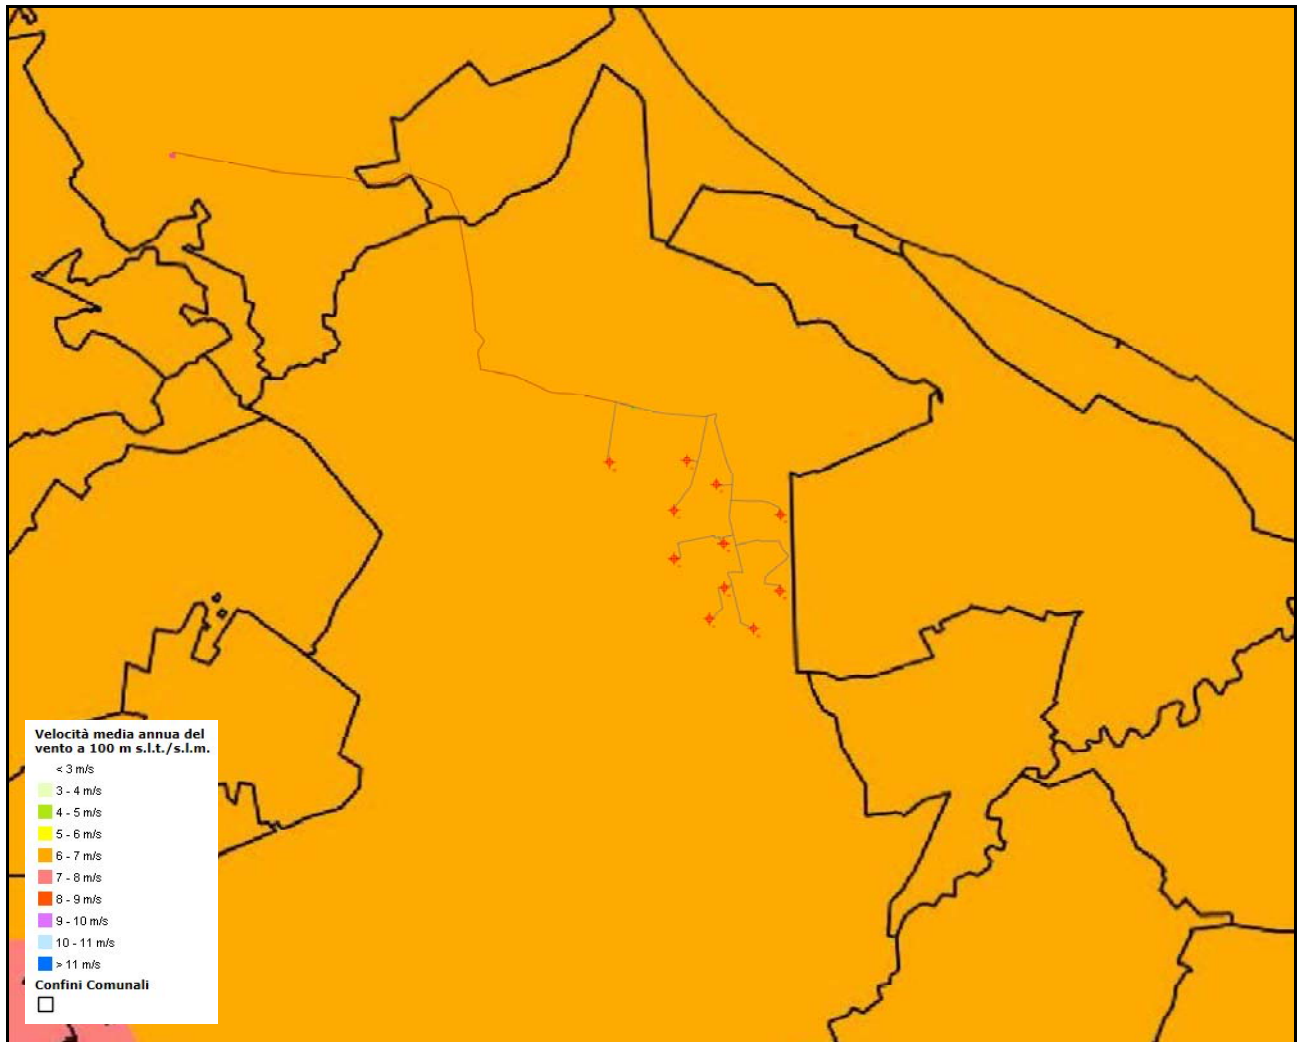 Velocità media annua del
vento a 100 m s.l.t./s.l.m.
< 3 m/s
3 - 4 m/s
4 - 5 m/s
5 - 6 m/s
6 - 7 m/s
7 - 8 m/s
8 - 9 m/s
9 - 10 m/s
10 - 11 m/s
> 11 m/s
Confini Comunali